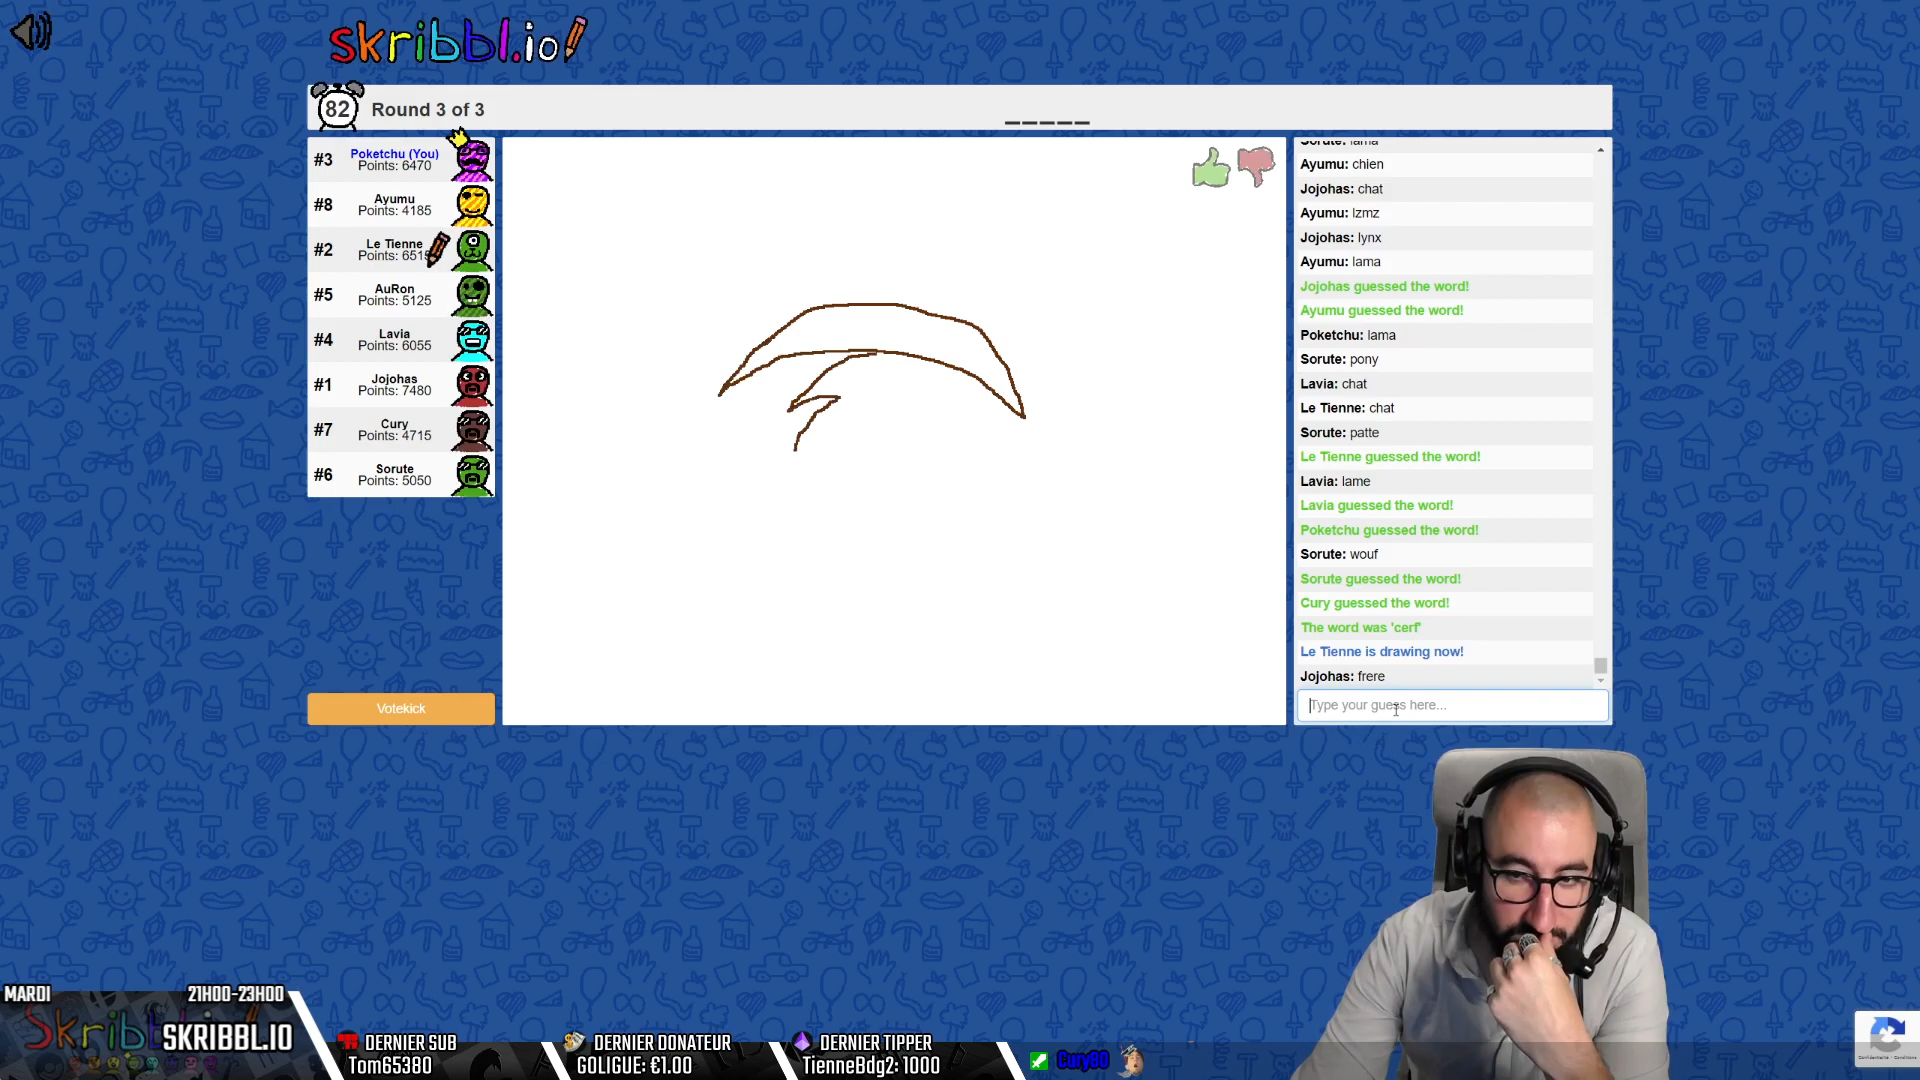 skribbl.io
82 Round 3 of 3
_____
#3 Poketchu (You)
Points: 6470
#8 Ayumu
Points: 4185
#2 Le Tienne
Points: 6515
#5 AuRon
Points: 5125
#4 Lavia
Points: 6055
#1 Jojohas
Points: 7480
#7 Cury
Points: 4715
#6 Sorute
Points: 5050
Votekick
Sorute: lama
Ayumu: chien
Jojohas: chat
Ayumu: lzmz
Jojohas: lynx
Ayumu: lama
Jojohas guessed the word!
Ayumu guessed the word!
Poketchu: lama
Sorute: pony
Lavia: chat
Le Tienne: chat
Sorute: patte
Le Tienne guessed the word!
Lavia: lame
Lavia guessed the word!
Poketchu guessed the word!
Sorute: wouf
Sorute guessed the word!
Cury guessed the word!
The word was 'cerf'
Le Tienne is drawing now!
Jojohas: frere
Type your guess here...
MARDI 21H00-23H00
SKRIBBL.IO
DERNIER SUB
Tom65380
DERNIER DONATEUR
GOLIGUE: €1.00
DERNIER TIPPER
TienneBdg2: 1000
Cury60